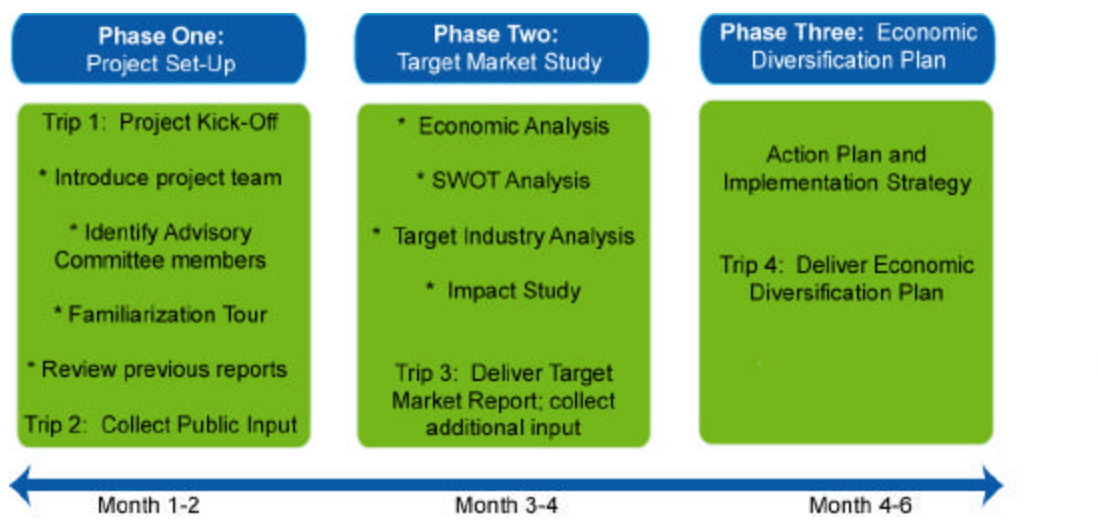 Phase One:
Project Set-Up
Trip 1: Project Kick-Off
* Introduce project team
* Identify Advisory
Committee members
* Familiarization Tour
* Review previous reports
Trip 2: Collect Public Input
Month 1-2
Phase Two:
Target Market Study
* Economic Analysis
* SWOT Analysis
* Target Industry Analysis
* Impact Study
Trip 3: Deliver Target
Market Report; collect
additional input
Month 3-4
Phase Three: Economic
Diversification Plan
Action Plan and
Implementation Strategy
Trip 4: Deliver Economic
Diversification Plan
Month 4-6